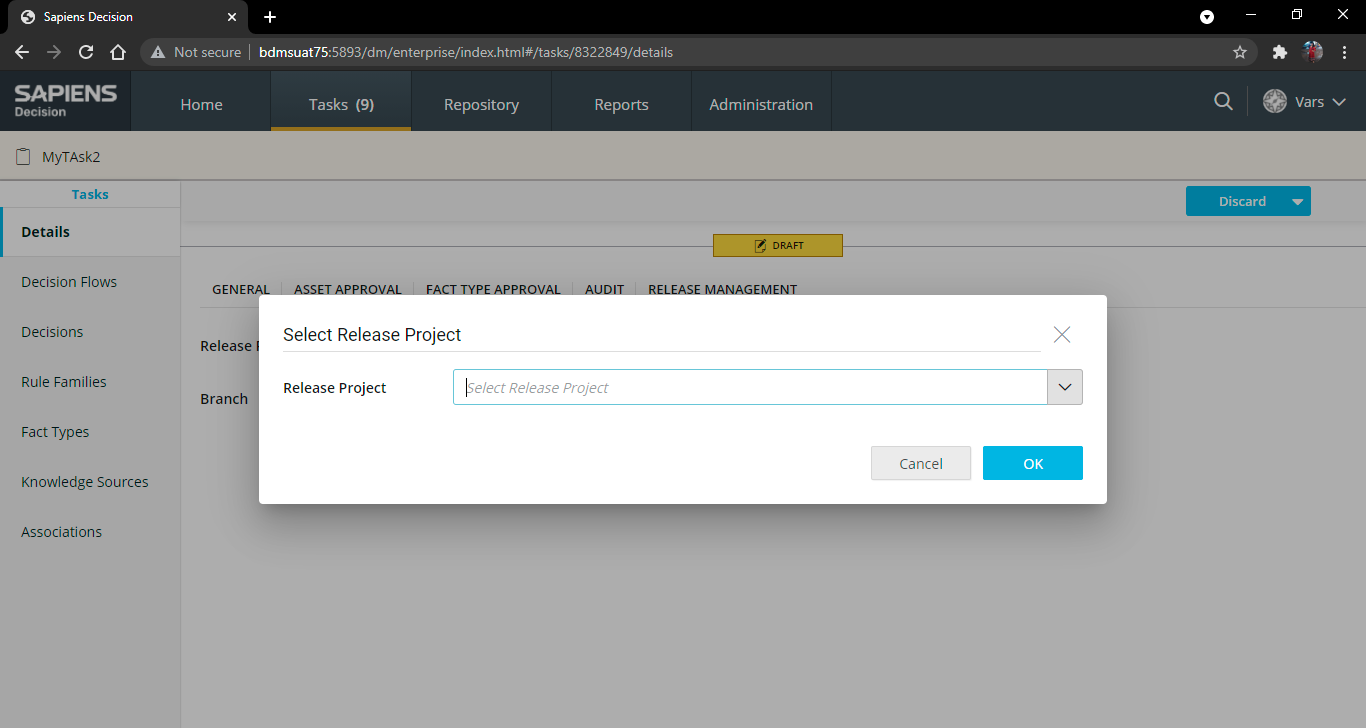 Sapiens Decision
Not secure bdmsuat75:5893/dm/enterprise/index.html#/tasks/8322849/details
SAPIENS
Decision
Home
Tasks (9)
Repository
Reports
Administration
Vars
MyTAsk2
Tasks
Discard
Details
DRAFT
Decision Flows
GENERAL ASSET APPROVAL FACT TYPE APPROVAL AUDIT RELEASE MANAGEMENT
Decisions
Release
Select Release Project
Rule Families
Release Project
Select Release Project
Branch
Fact Types
Cancel
OK
Knowledge Sources
Associations